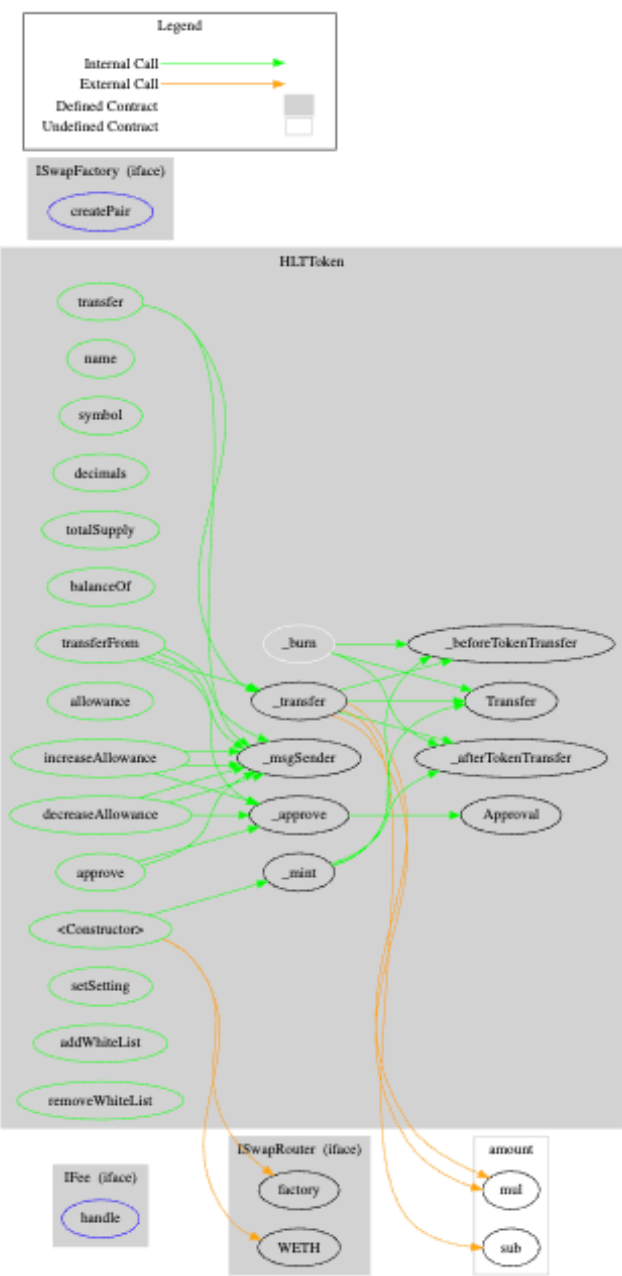 Legend
Internal Call
External Call
Defined Contract
Undefined Contract
ISwapFactory (iface)
createPair
HLTToken
transfer
name
symbol
decimals
totalSupply
balanceOf
transferFrom
_burn
_beforeTokenTransfer
allowance
_transfer
Transfer
increaseAllowance
_msgSender
_afterTokenTransfer
decreaseAllowance
_approve
Approval
approve
_mint
<Constructor>
setSetting
addWhiteList
removeWhiteList
IFee (iface)
handle
ISwapRouter (iface)
factory
WETH
amount
mul
sub